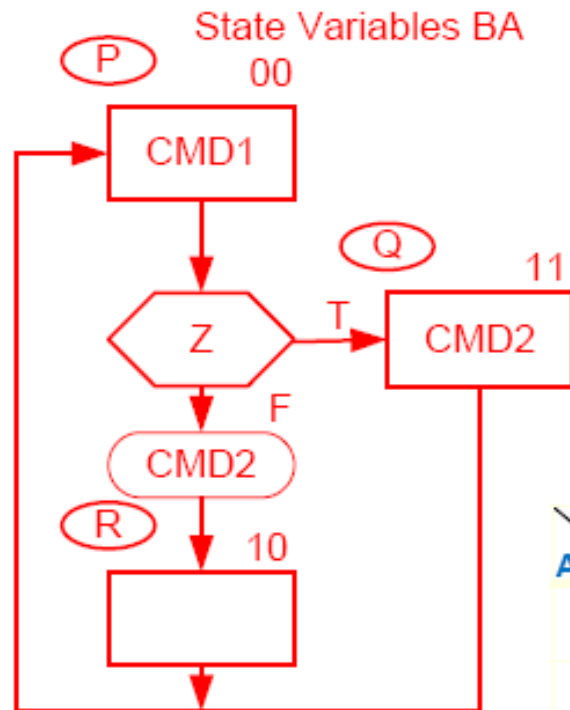 State Variables BA
P
00
CMD1
Q
11
Z
T
CMD2
F
CMD2
R
10
A